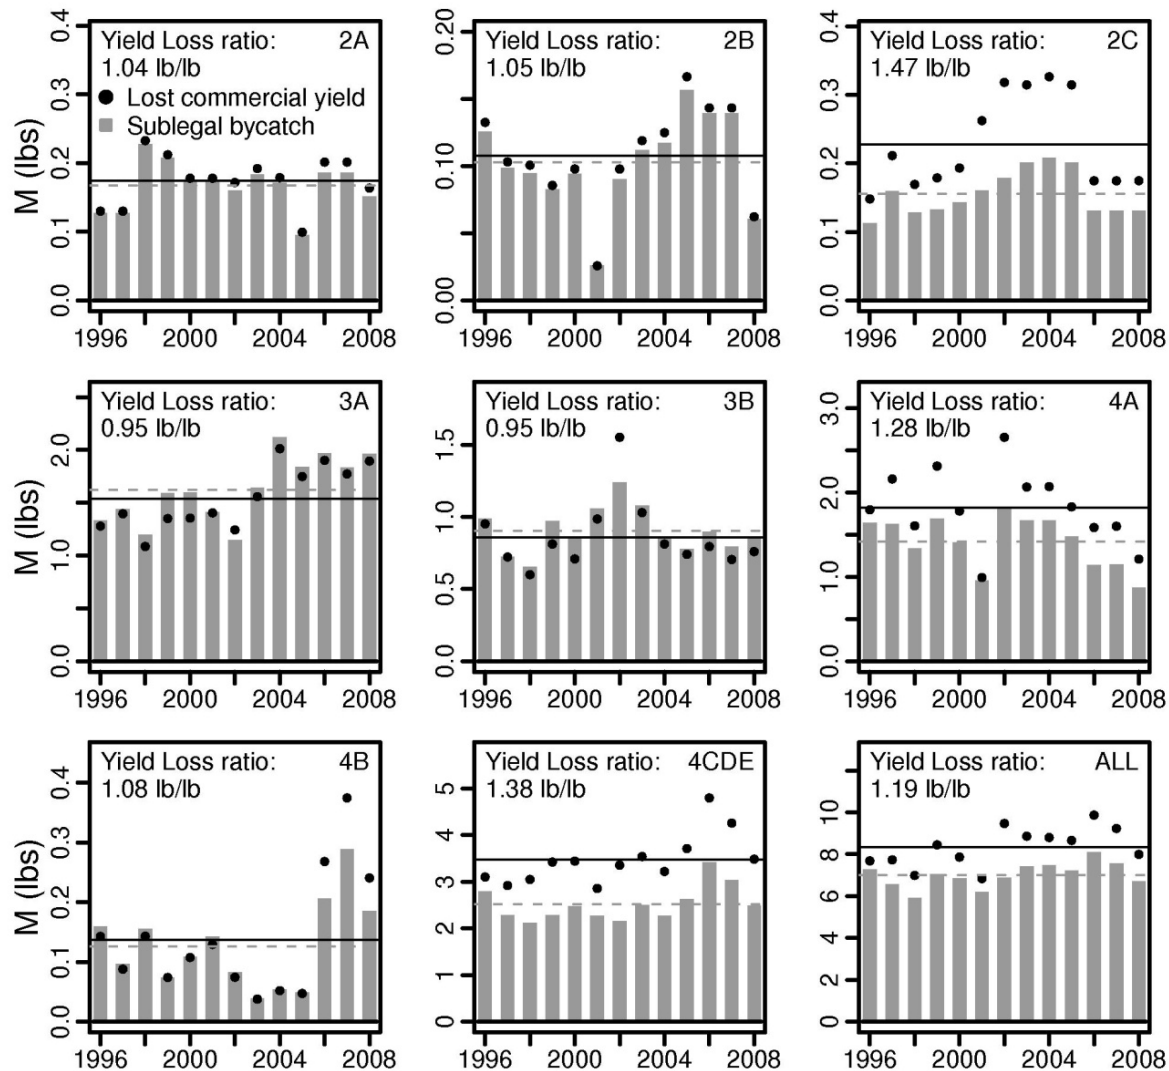 Yield Loss ratio: 2A
1.04 lb/lb
● Lost commercial yield
■ Sublegal bycatch
M (lbs)
0.4
0.3
0.2
0.1
0.0
1996 2000 2004 2008
Yield Loss ratio: 2B
1.05 lb/lb
0.20
0.10
0.00
1996 2000 2004 2008
Yield Loss ratio: 2C
1.47 lb/lb
0.4
0.3
0.2
0.1
0.0
1996 2000 2004 2008
Yield Loss ratio: 3A
0.95 lb/lb
M (lbs)
2.0
1.0
0.0
1996 2000 2004 2008
Yield Loss ratio: 3B
0.95 lb/lb
1.5
1.0
0.5
0.0
1996 2000 2004 2008
Yield Loss ratio: 4A
1.28 lb/lb
3.0
2.0
1.0
0.0
1996 2000 2004 2008
Yield Loss ratio: 4B
1.08 lb/lb
M (lbs)
0.4
0.3
0.2
0.1
0.0
1996 2000 2004 2008
Yield Loss ratio: 4CDE
1.38 lb/lb
5
4
3
2
1
0
1996 2000 2004 2008
Yield Loss ratio: ALL
1.19 lb/lb
10
8
6
4
2
0
1996 2000 2004 2008